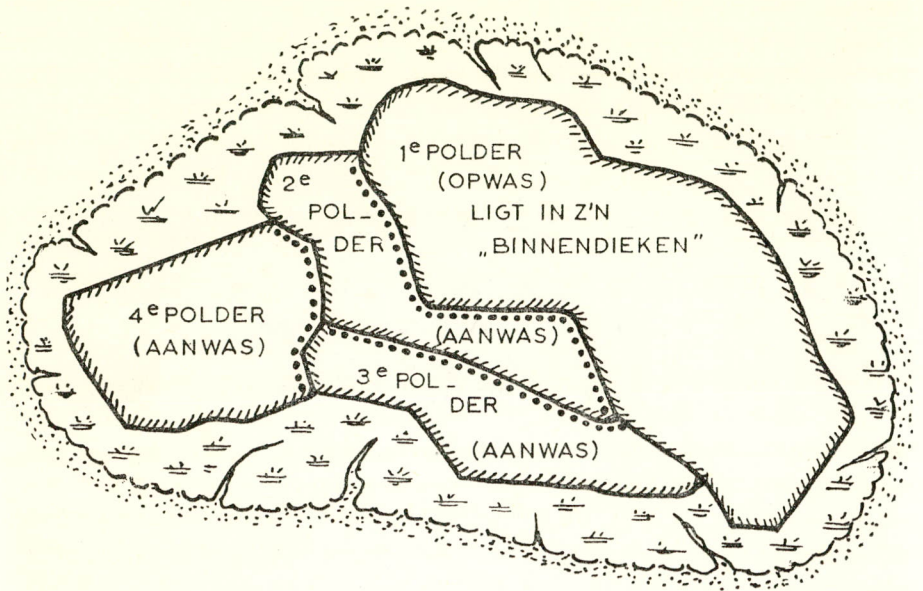 1e POLDER
(OPWAS)
LIGT IN Z'N
„BINNENDIEKEN”
2e
POL_
DER
(AANWAS)
3e POL_
DER
(AANWAS)
4e POLDER
(AANWAS)